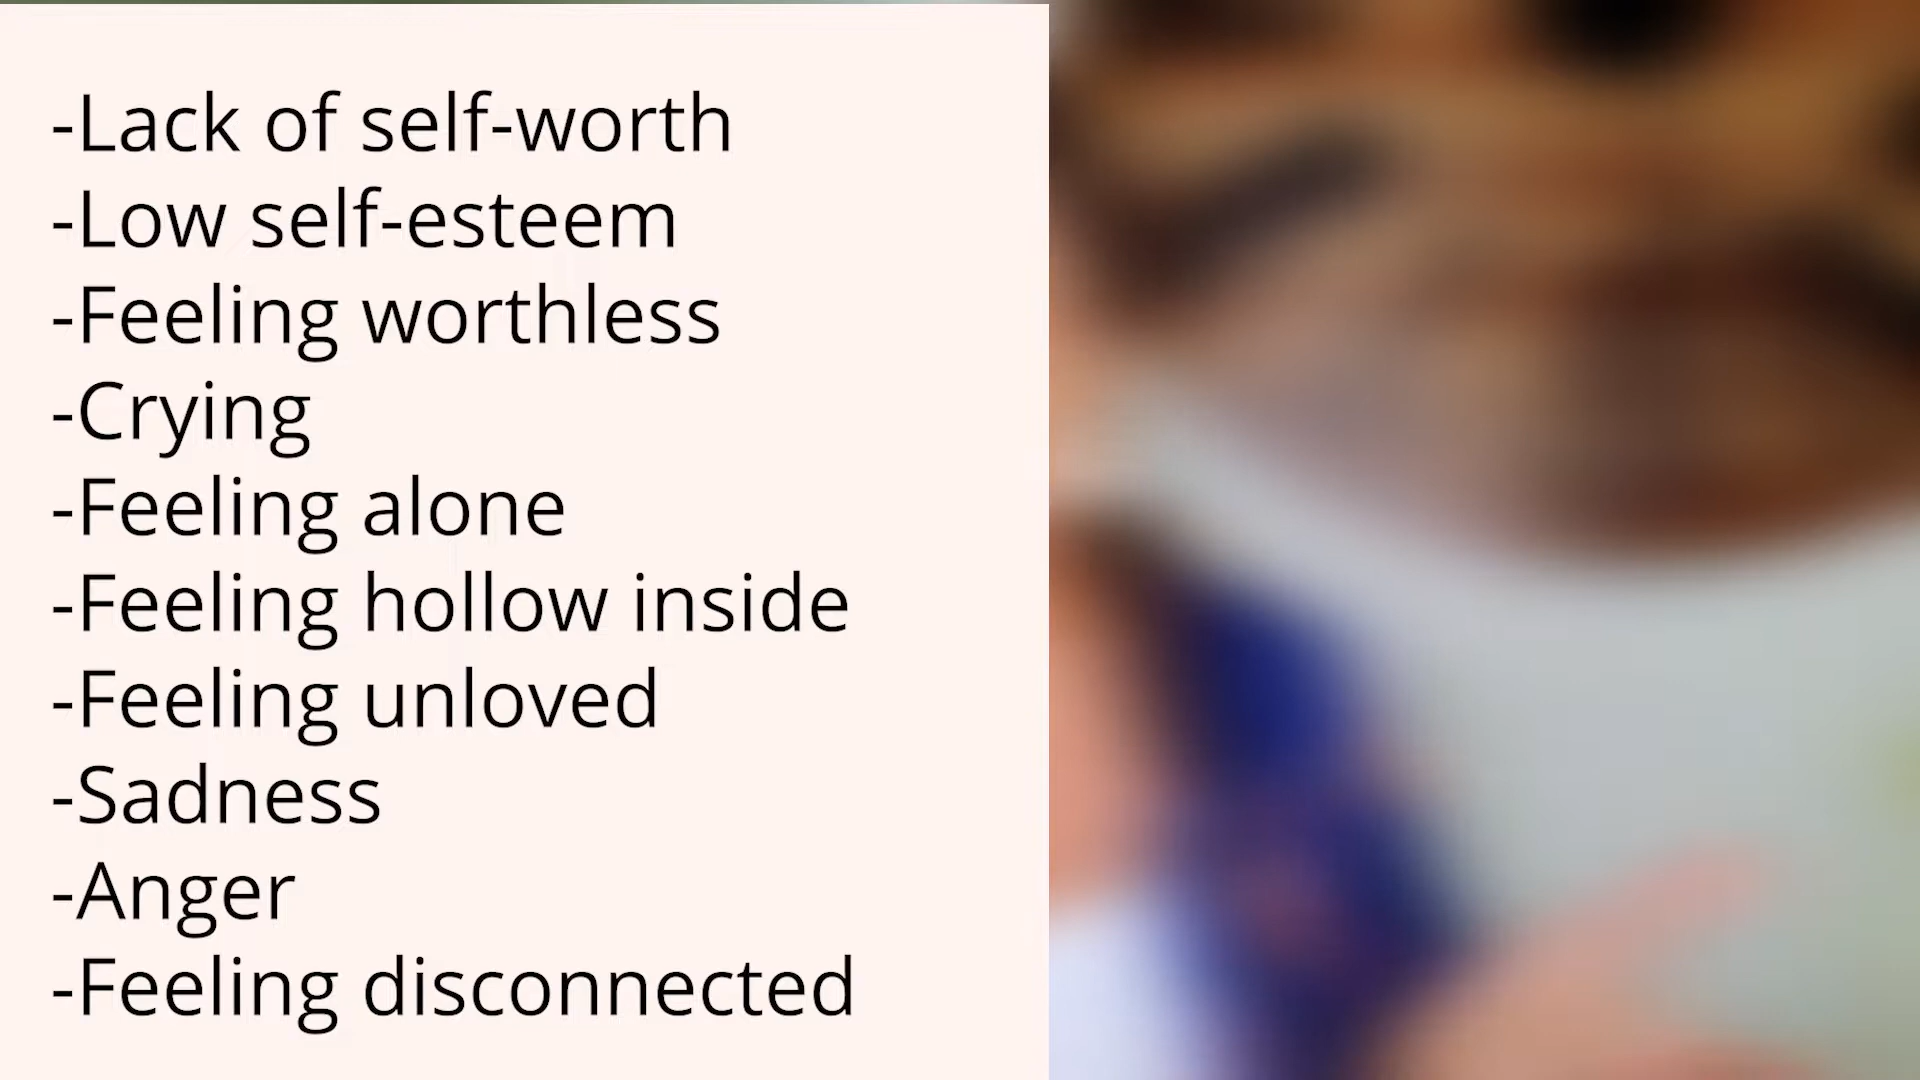 -Lack of self-worth
-Low self-esteem
-Feeling worthless
-Crying
-Feeling alone
-Feeling hollow inside
-Feeling unloved
-Sadness
-Anger
-Feeling disconnected